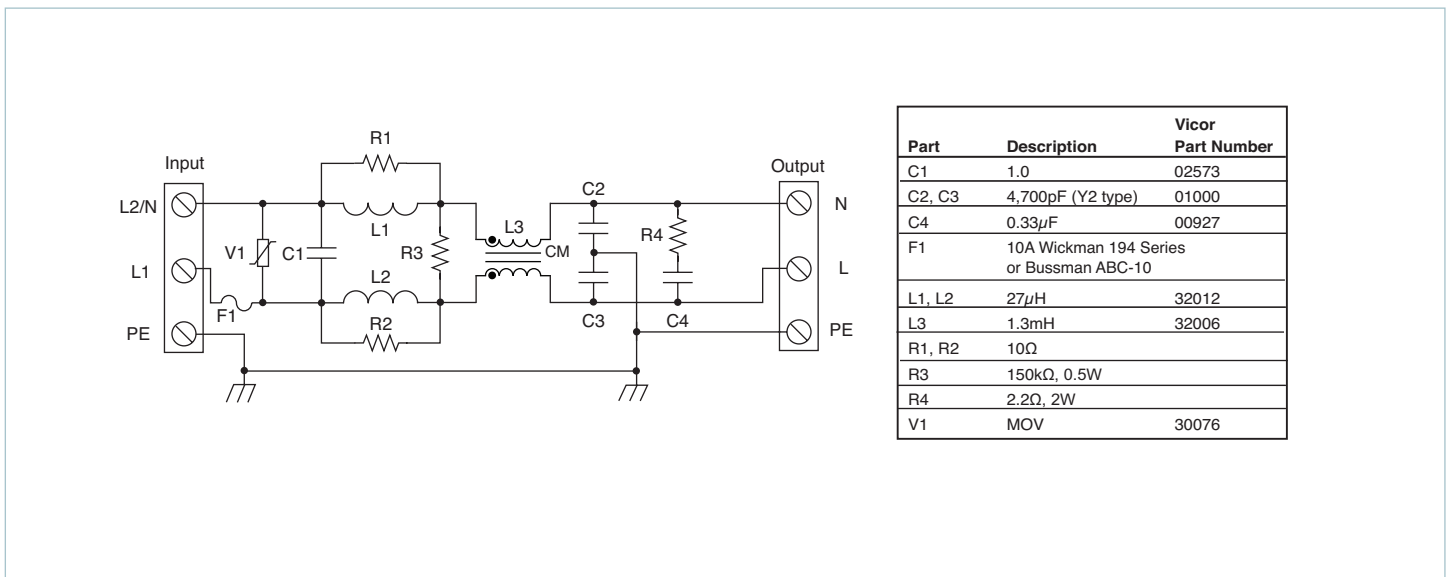 Input
L2/N
L1
PE
F1
V1
C1
R1
L1
L2
R2
R3
L3
CM
C2
C3
R4
C4
Output
N
L
PE
Part Description Vicor Part Number
C1 1.0 02573
C2, C3 4,700pF (Y2 type) 01000
C4 0.33µF 00927
F1 10A Wickman 194 Series
or Bussman ABC-10
L1, L2 27µH 32012
L3 1.3mH 32006
R1, R2 10Ω
R3 150kΩ, 0.5W
R4 2.2Ω, 2W
V1 MOV 30076